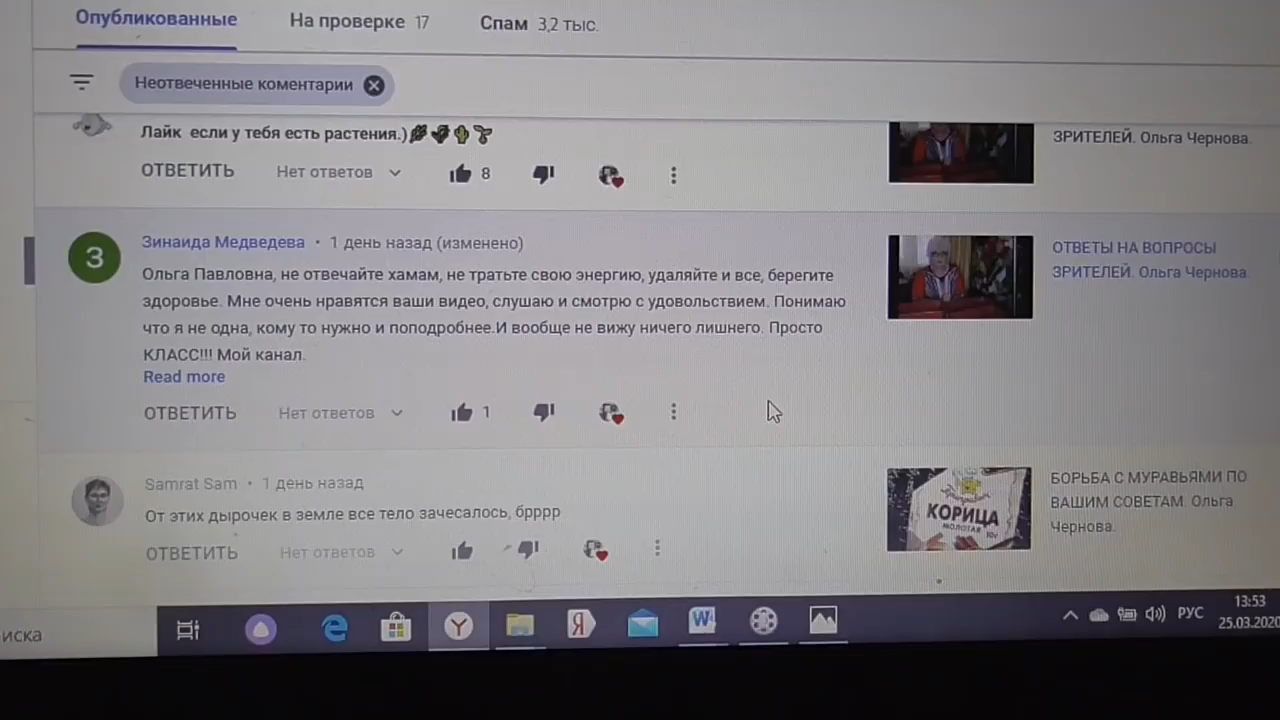 Опубликованные На проверке 17 Спам 3,2 тыс.
Неотвеченные коментарии
Лайк если у тебя есть растения.)
ЗРИТЕЛЕЙ. Ольга Чернова.
ОТВЕТИТЬ Нет ответов 8
З
Зинаида Медведева • 1 день назад (изменено)
Ольга Павловна, не отвечайте хамам, не тратьте свою энергию, удаляйте и все, берегите
здоровье. Мне очень нравятся ваши видео, слушаю и смотрю с удовольствием. Понимаю
что я не одна, кому то нужно и поподробнее.И вообще не вижу ничего лишнего. Просто
КЛАСС!!! Мой канал.
Read more
ОТВЕТИТЬ Нет ответов 1
ОТВЕТЫ НА ВОПРОСЫ
ЗРИТЕЛЕЙ. Ольга Чернова.
Samrat Sam • 1 день назад
От этих дырочек в земле все тело зачесалось, брррр
ОТВЕТИТЬ Нет ответов
КОРИЦА
МОЛОТАЯ 10г
БОРЬБА С МУРАВЬЯМИ ПО
ВАШИМ СОВЕТАМ. Ольга
Чернова.
иска
РУС
13:53
25.03.2020